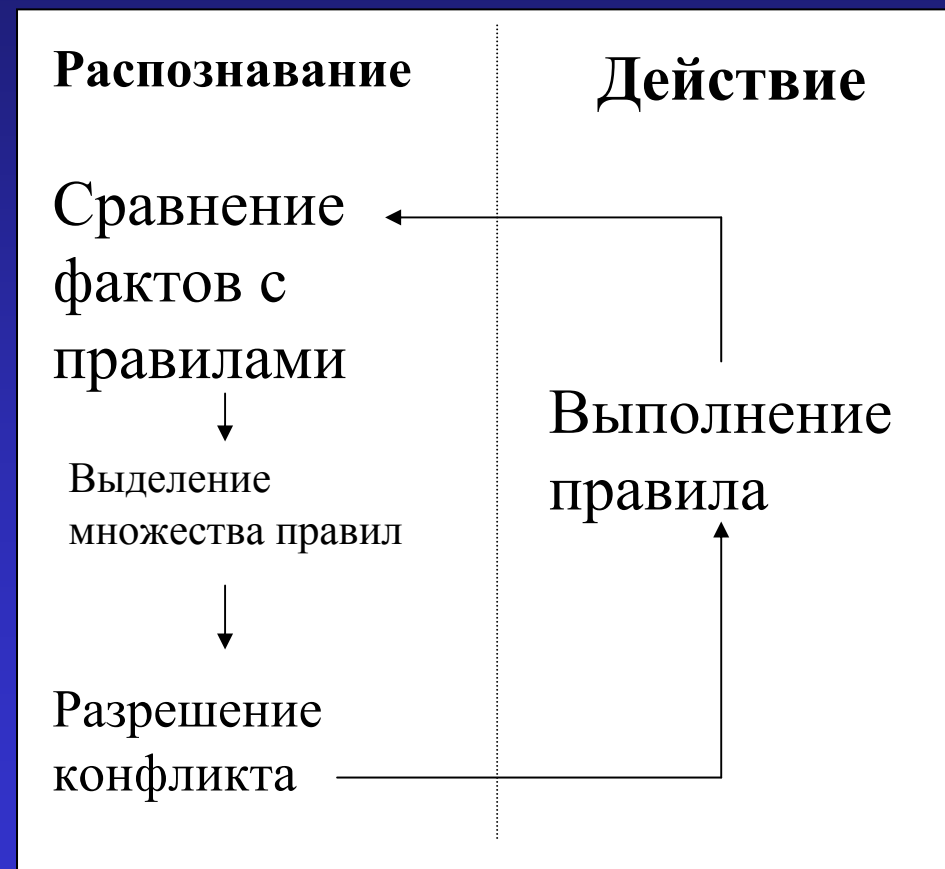 Распознавание
Действие
Сравнение
фактов с
правилами
Выделение
множества правил
Разрешение
конфликта
Выполнение
правила